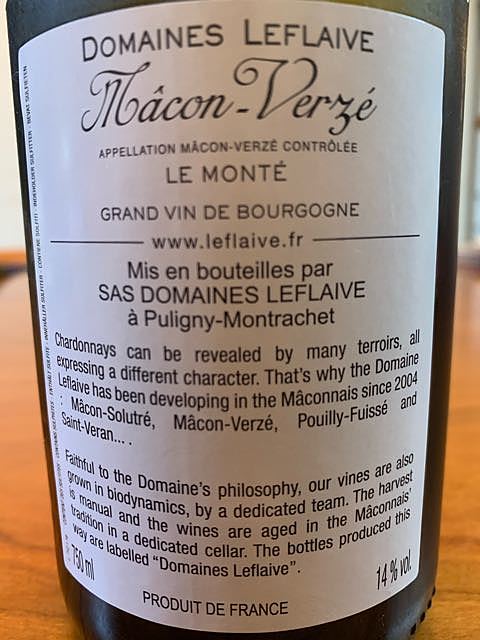 DOMAINES LEFLAIVE
Mâcon-Verzé
APPELLATION MÂCON-VERZÉ CONTRÔLÉE
LE MONTÉ
GRAND VIN DE BOURGOGNE
www.leflaive.fr
Mis en bouteilles par
SAS DOMAINES LEFLAIVE
à Puligny-Montrachet
Chardonnays can be revealed by many terroirs, all
expressing a different character. That's why the Domaine
Leflaive has been developing in the Mâconnais since 2004
: Mâcon-Solutré, Mâcon-Verzé, Pouilly-Fuissé and
Saint-Veran... .
Faithful to the Domaine's philosophy, our vines are also
grown in biodynamics, by a dedicated team. The harvest
is manual and the wines are aged in the Mâconnais'
tradition in a dedicated cellar. The bottles produced this
way are labelled "Domaines Leflaive".
750 ml
14 % vol.
PRODUIT DE FRANCE